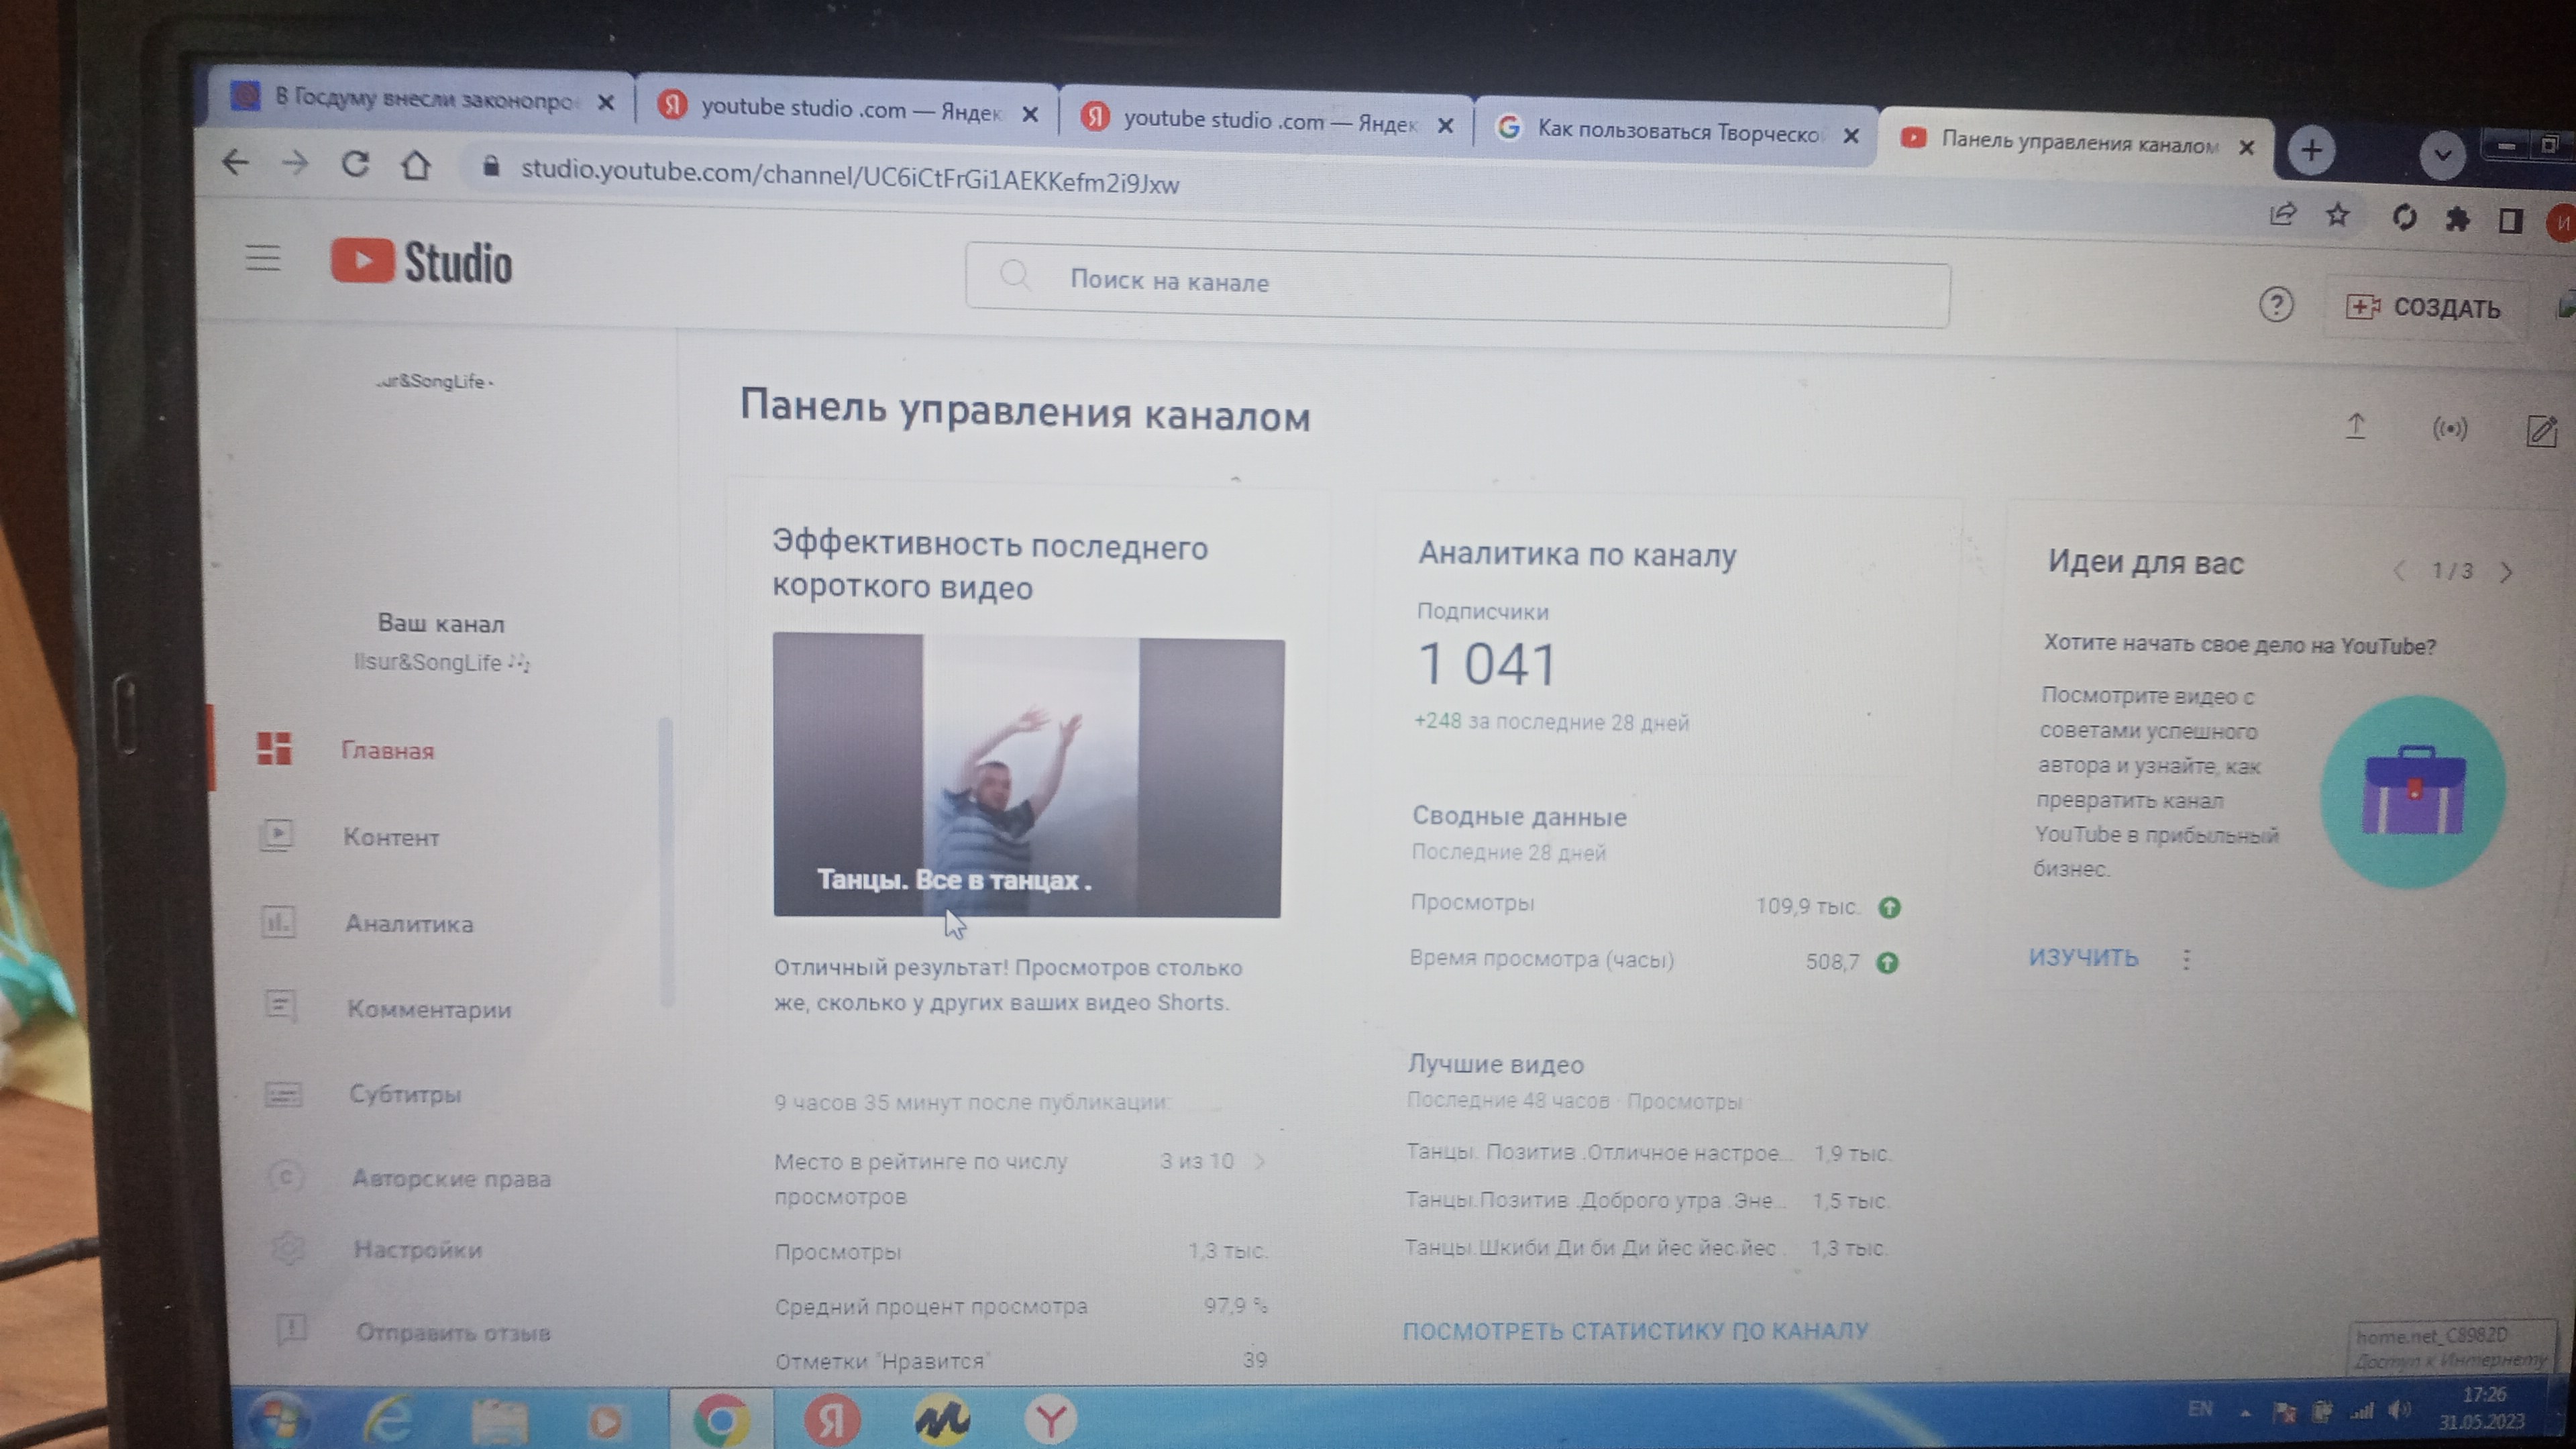 В Госдуму внесли законопро
youtube studio .com — Яндек
youtube studio .com — Яндек
Как пользоваться Творческо
Панель управления каналом
studio.youtube.com/channel/UC6iCtFrGi1AEKKefm2i9Jxw
И
Studio
Поиск на канале
СОЗДАТЬ
ur&SongLife
Панель управления каналом
Ваш канал
Ilsur&SongLife
Главная
Контент
Аналитика
Комментарии
Субтитры
Авторские права
Настройки
Отправить отзыв
Эффективность последнего
короткого видео
Танцы. Все в танцах .
Отличный результат! Просмотров столько
же, сколько у других ваших видео Shorts.
9 часов 35 минут после публикации:
Место в рейтинге по числу
просмотров
3 из 10
Просмотры 1,3 тыс.
Средний процент просмотра 97,9 %
Отметки "Нравится" 39
Аналитика по каналу
Подписчики
1 041
+248 за последние 28 дней
Сводные данные
Последние 28 дней
Просмотры 109,9 тыс.
Время просмотра (часы) 508,7
Лучшие видео
Последние 48 часов · Просмотры
Танцы. Позитив .Отличное настрое... 1,9 тыс.
Танцы.Позитив .Доброго утра .Эне... 1,5 тыс.
Танцы.Шкиби Ди би Ди йес йес.йес . 1,3 тыс.
ПОСМОТРЕТЬ СТАТИСТИКУ ПО КАНАЛУ
Идеи для вас
1 / 3
Хотите начать свое дело на YouTube?
Посмотрите видео с
советами успешного
автора и узнайте, как
превратить канал
YouTube в прибыльный
бизнес.
ИЗУЧИТЬ
home.net_C8982D
Доступ к Интернету
EN
17:26
31.05.2023